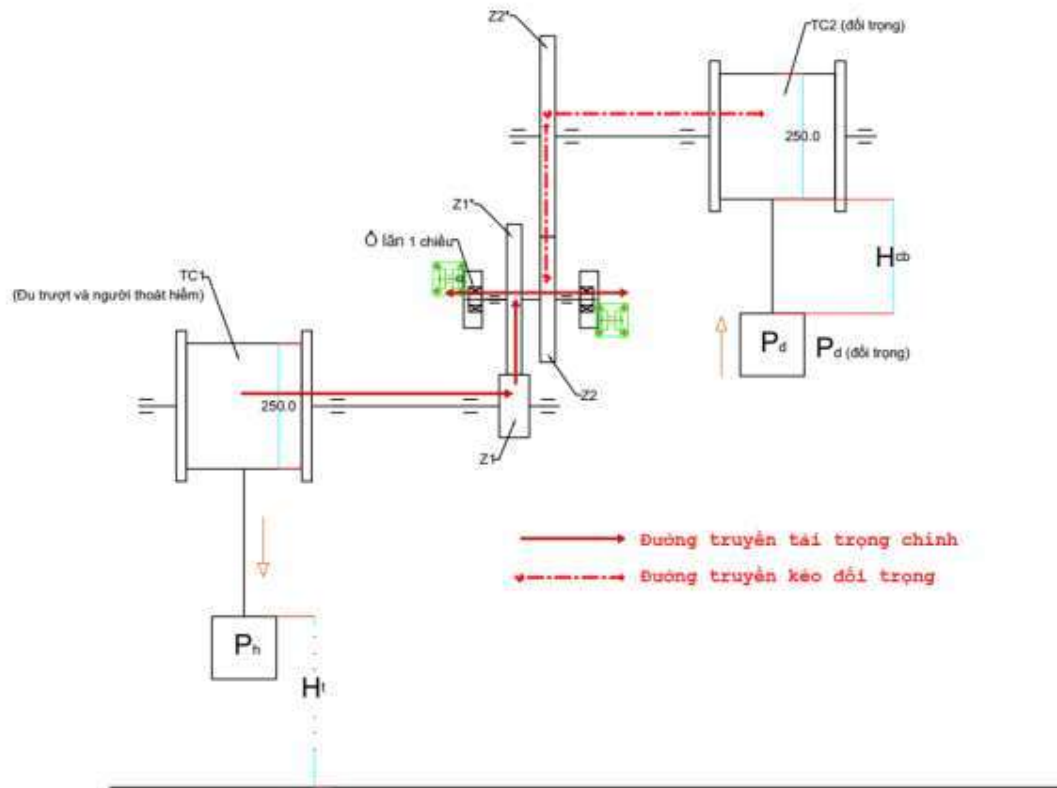 Z2'
TC2 (đối trọng)
250.0
Z1'
Ổ lăn 1 chiều
TC1
(Đu trượt và người thoát hiểm)
Hcb
Pd
Pd (đối trọng)
250.0
Z2
Z1
Đường truyền tải trọng chính
Đường truyền kéo đối trọng
Ph
Ht